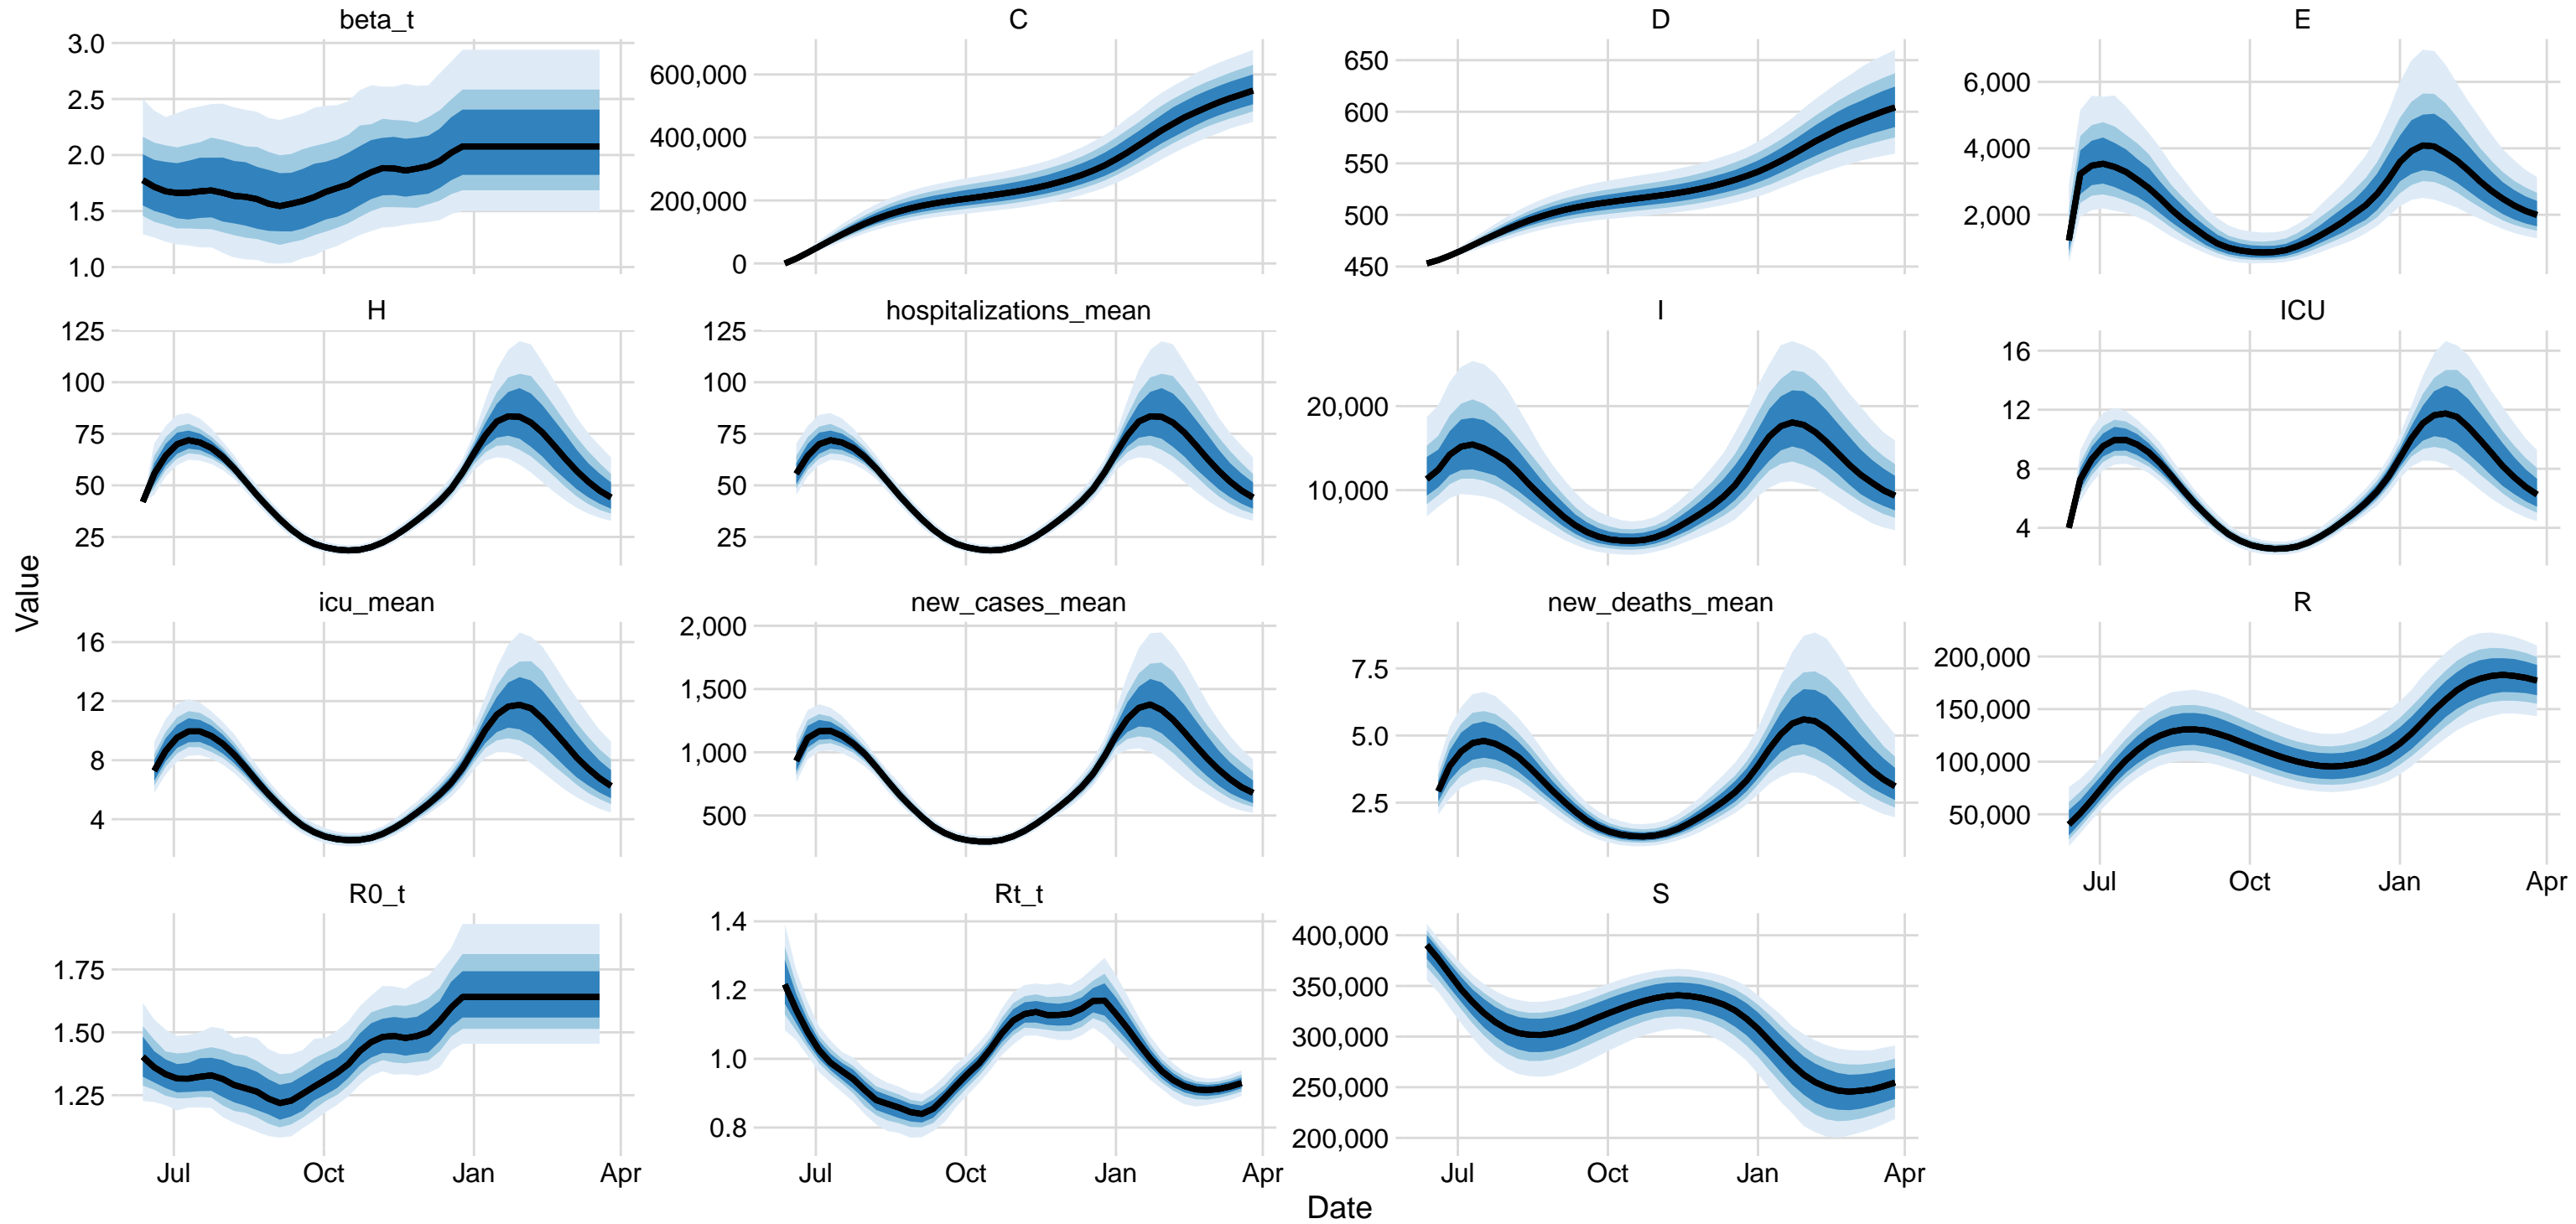 beta_t
C
D
E
3.0
2.5
2.0
1.5
1.0
600,000
400,000
200,000
0
650
600
550
500
450
6,000
4,000
2,000
H
hospitalizations_mean
I
ICU
125
100
75
50
25
125
100
75
50
25
20,000
10,000
16
12
8
4
Value
icu_mean
new_cases_mean
new_deaths_mean
R
16
12
8
4
2,000
1,500
1,000
500
7.5
5.0
2.5
200,000
150,000
100,000
50,000
Jul Oct Jan Apr
R0_t
Rt_t
S
1.75
1.50
1.25
1.4
1.2
1.0
0.8
400,000
350,000
300,000
250,000
200,000
Jul Oct Jan Apr
Jul Oct Jan Apr
Jul Oct Jan Apr
Date